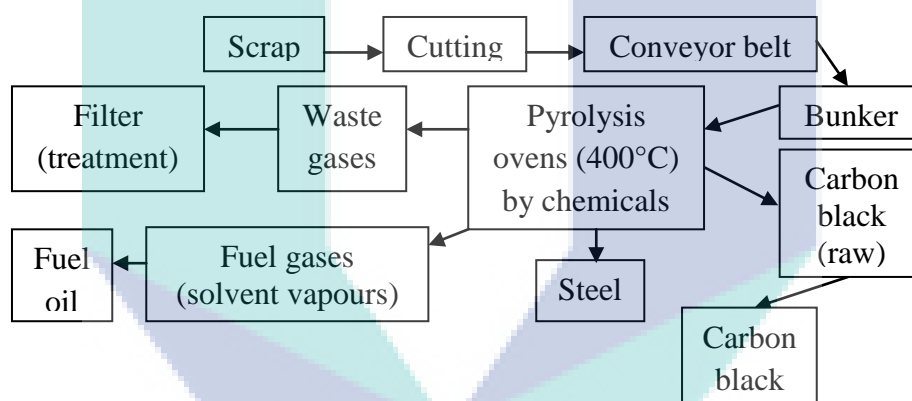 Scrap
Cutting
Conveyor belt
Filter
(treatment)
Waste
gases
Pyrolysis
ovens (400°C)
by chemicals
Bunker
Carbon
black
(raw)
Fuel
oil
Fuel gases
(solvent vapours)
Steel
Carbon
black